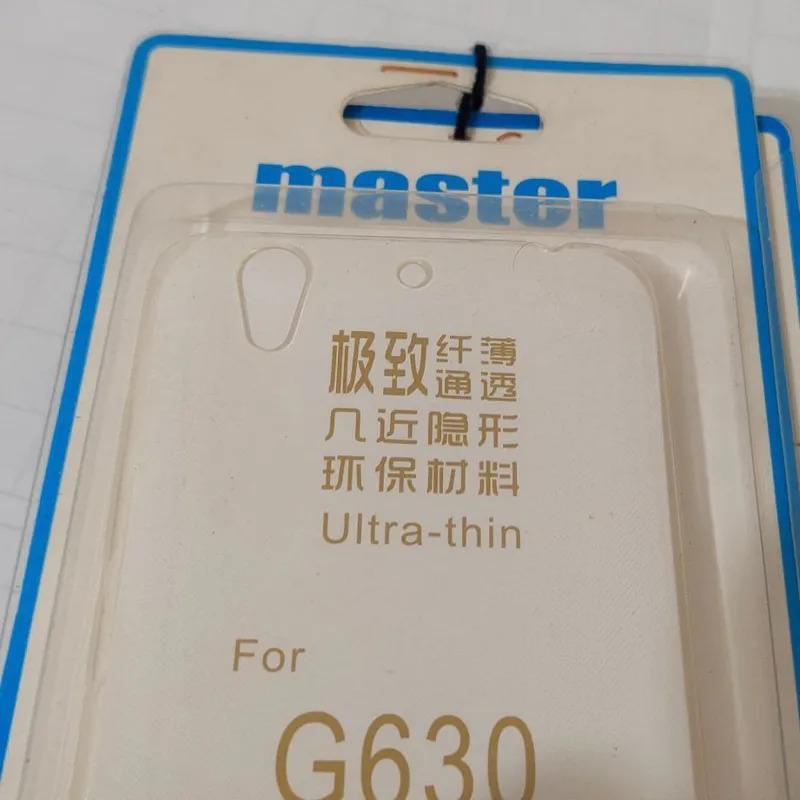 master
极致纤薄
通透
几近隐形
环保材料
Ultra-thin
For
G630